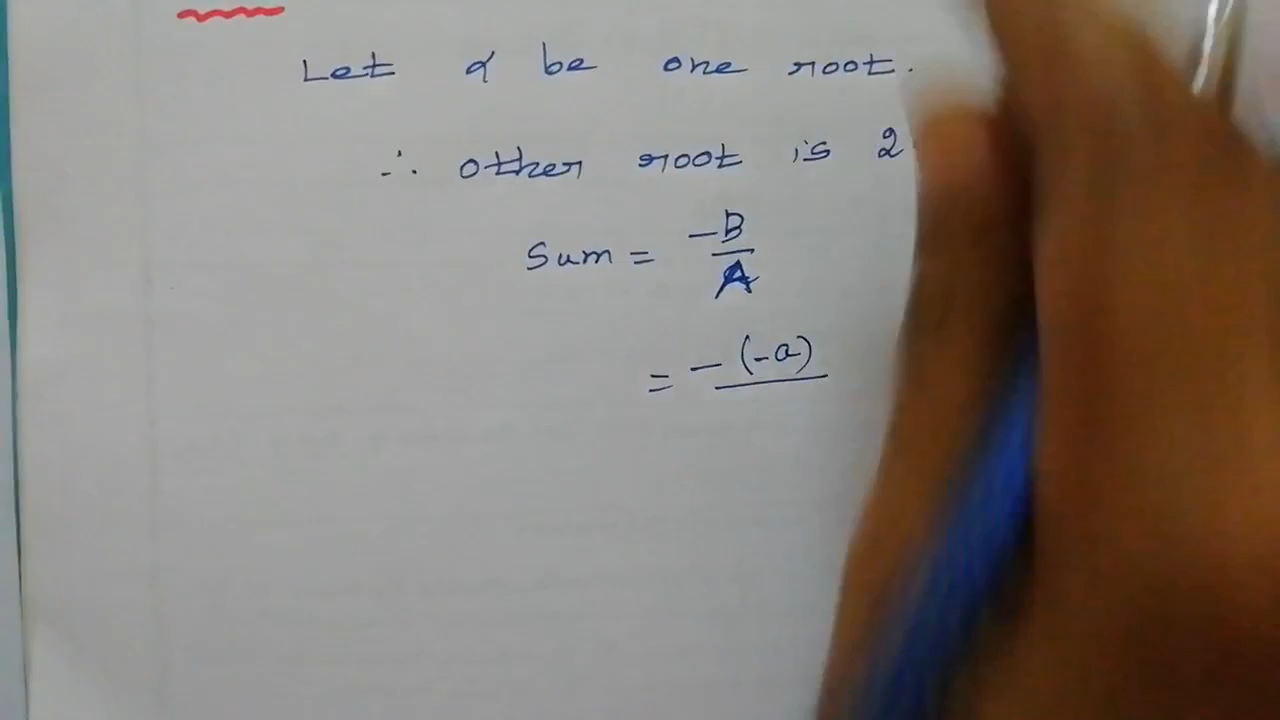 Let α be one root.
∴ other root is 2
Sum = -B/A
= -(-a)